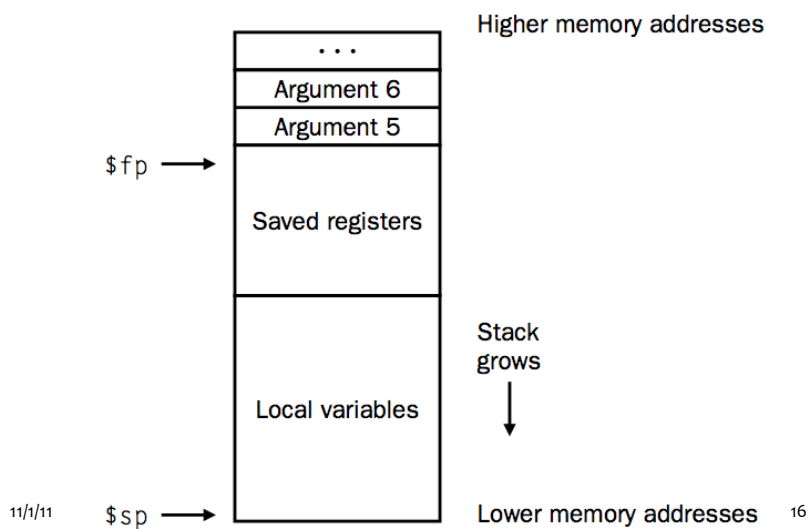 Higher memory addresses
...
Argument 6
Argument 5
$fp
Saved registers
Stack
grows
Local variables
11/1/11
$sp
Lower memory addresses
16